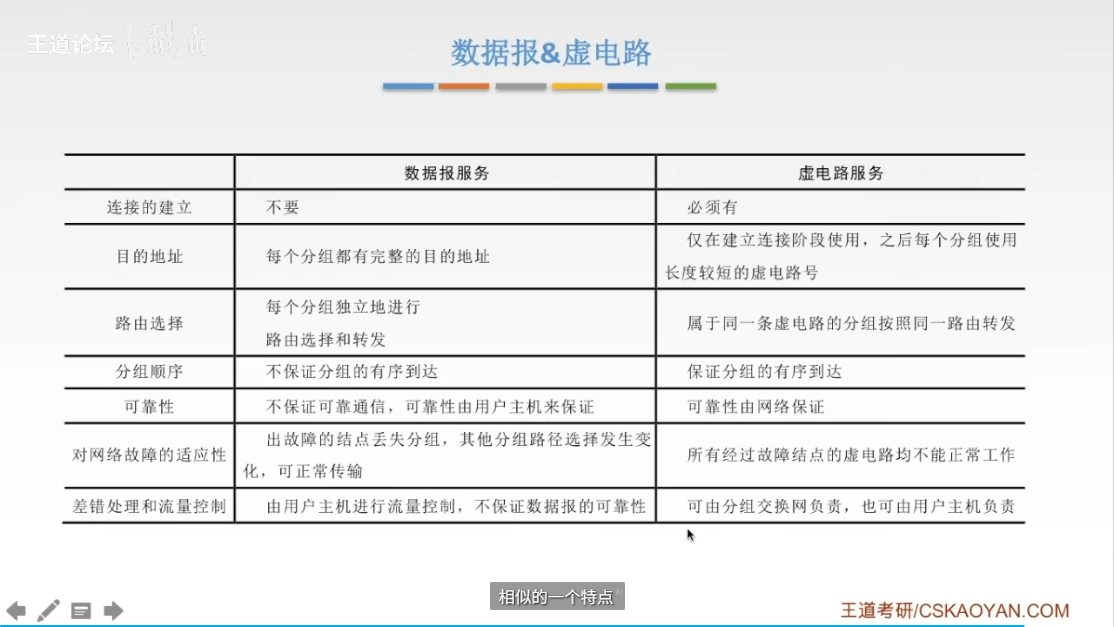 王道论坛
数据报&虚电路
数据报服务 虚电路服务
连接的建立 不要 必须有
目的地址 每个分组都有完整的目的地址 仅在建立连接阶段使用，之后每个分组使用
长度较短的虚电路号
路由选择 每个分组独立地进行
路由选择和转发 属于同一条虚电路的分组按照同一路由转发
分组顺序 不保证分组的有序到达 保证分组的有序到达
可靠性 不保证可靠通信，可靠性由用户主机来保证 可靠性由网络保证
对网络故障的适应性 出故障的结点丢失分组，其他分组路径选择发生变
化，可正常传输 所有经过故障结点的虚电路均不能正常工作
差错处理和流量控制 由用户主机进行流量控制，不保证数据报的可靠性 可由分组交换网负责，也可由用户主机负责
相似的一个特点
王道考研/CSKAOYAN.COM